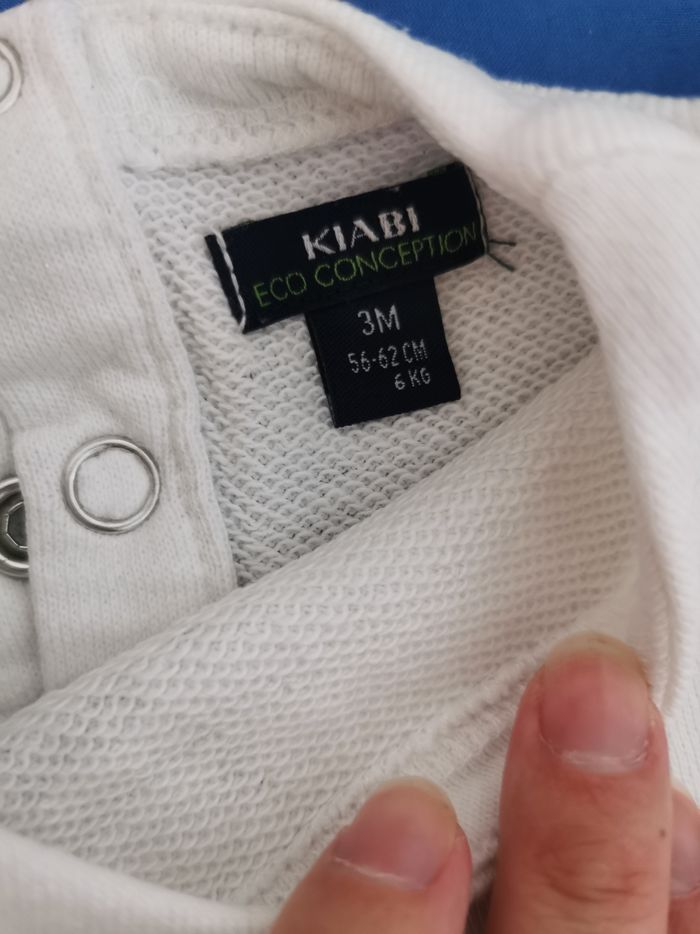 KIABI
ECO CONCEPTION
3M
56-62 CM
6 KG